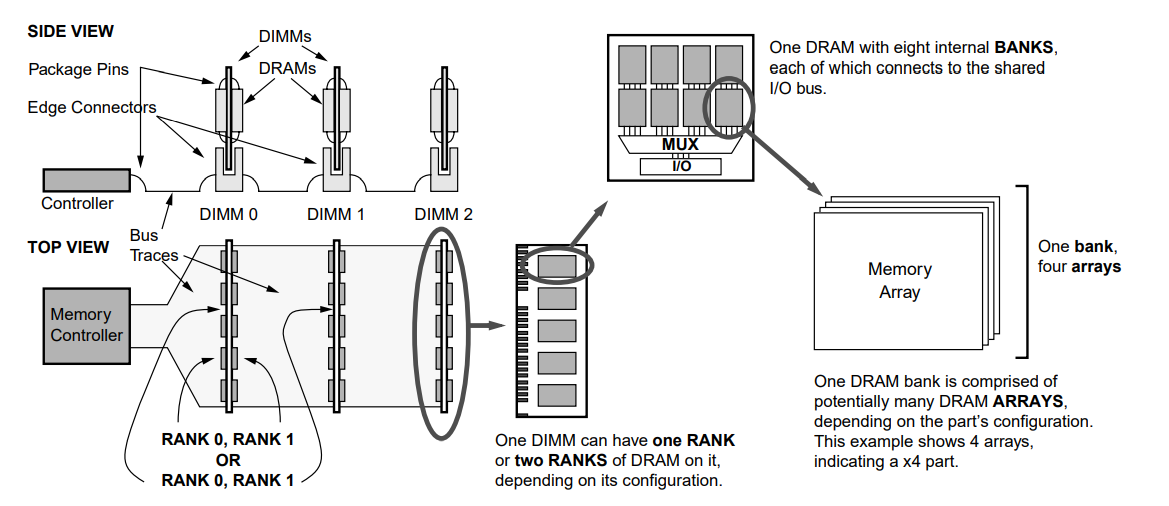 SIDE VIEW
Package Pins
Edge Connectors
DIMMs
DRAMs
Controller
DIMM 0
DIMM 1
DIMM 2
TOP VIEW
Bus
Traces
Memory
Controller
RANK 0, RANK 1
OR
RANK 0, RANK 1
One DIMM can have one RANK
or two RANKS of DRAM on it,
depending on its configuration.
MUX
I/O
One DRAM with eight internal BANKS,
each of which connects to the shared
I/O bus.
Memory
Array
One bank,
four arrays
One DRAM bank is comprised of
potentially many DRAM ARRAYS,
depending on the part's configuration.
This example shows 4 arrays,
indicating a x4 part.